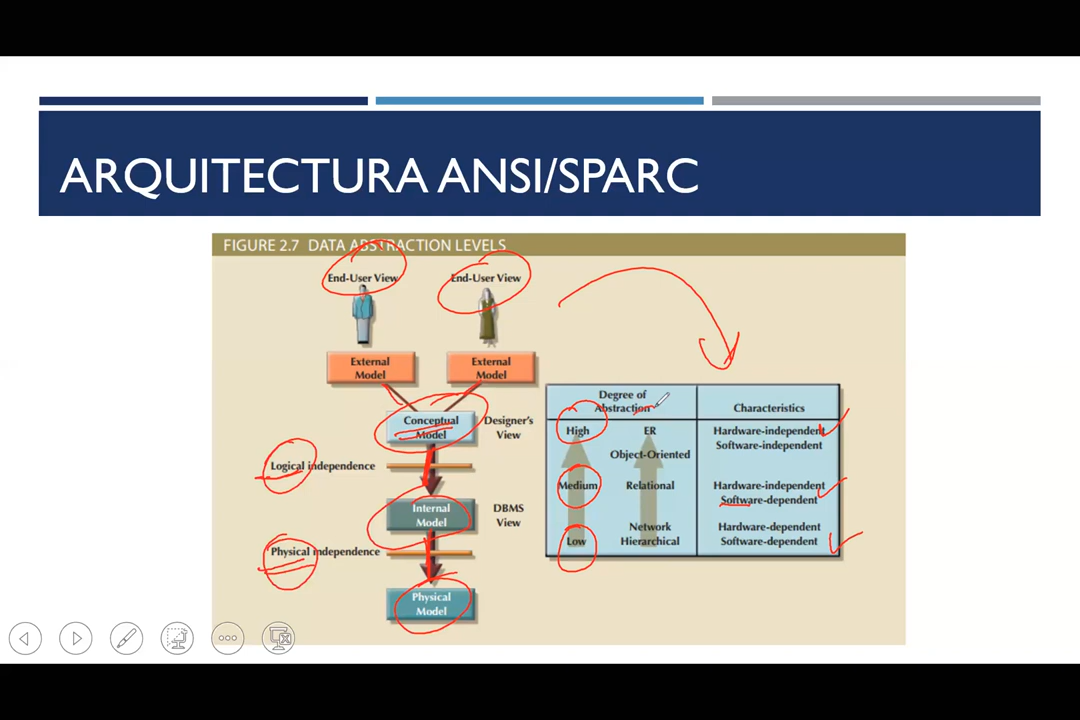 ARQUITECTURA ANSI/SPARC
FIGURE 2.7 DATA ABSTRACTION LEVELS
End-User View
End-User View
External
Model
External
Model
Conceptual
Model
Designer's
View
Logical independence
Internal
Model
DBMS
View
Physical independence
Physical
Model
Degree of
Abstraction
Characteristics
High
ER
Hardware-independent
Software-independent
Object-Oriented
Medium
Relational
Hardware-independent
Software-dependent
Low
Network
Hierarchical
Hardware-dependent
Software-dependent